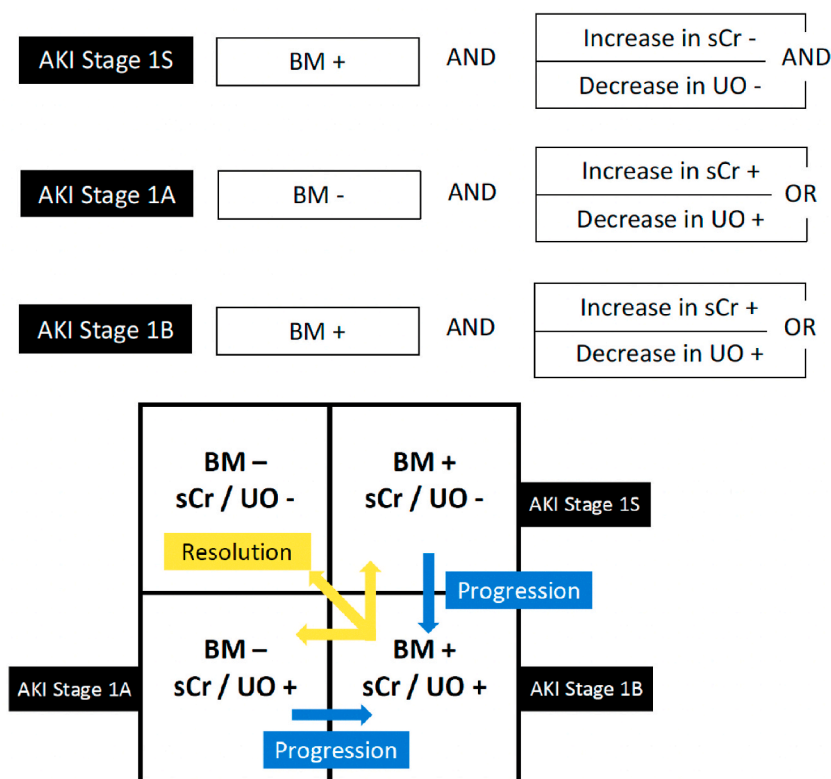 AKI Stage 1S BM + AND Increase in sCr - AND
Decrease in UO -
AKI Stage 1A BM - AND Increase in sCr + OR
Decrease in UO +
AKI Stage 1B BM + AND Increase in sCr + OR
Decrease in UO +
BM – BM +
sCr / UO - sCr / UO - AKI Stage 1S
Resolution
Progression
BM – BM +
AKI Stage 1A sCr / UO + sCr / UO + AKI Stage 1B
Progression